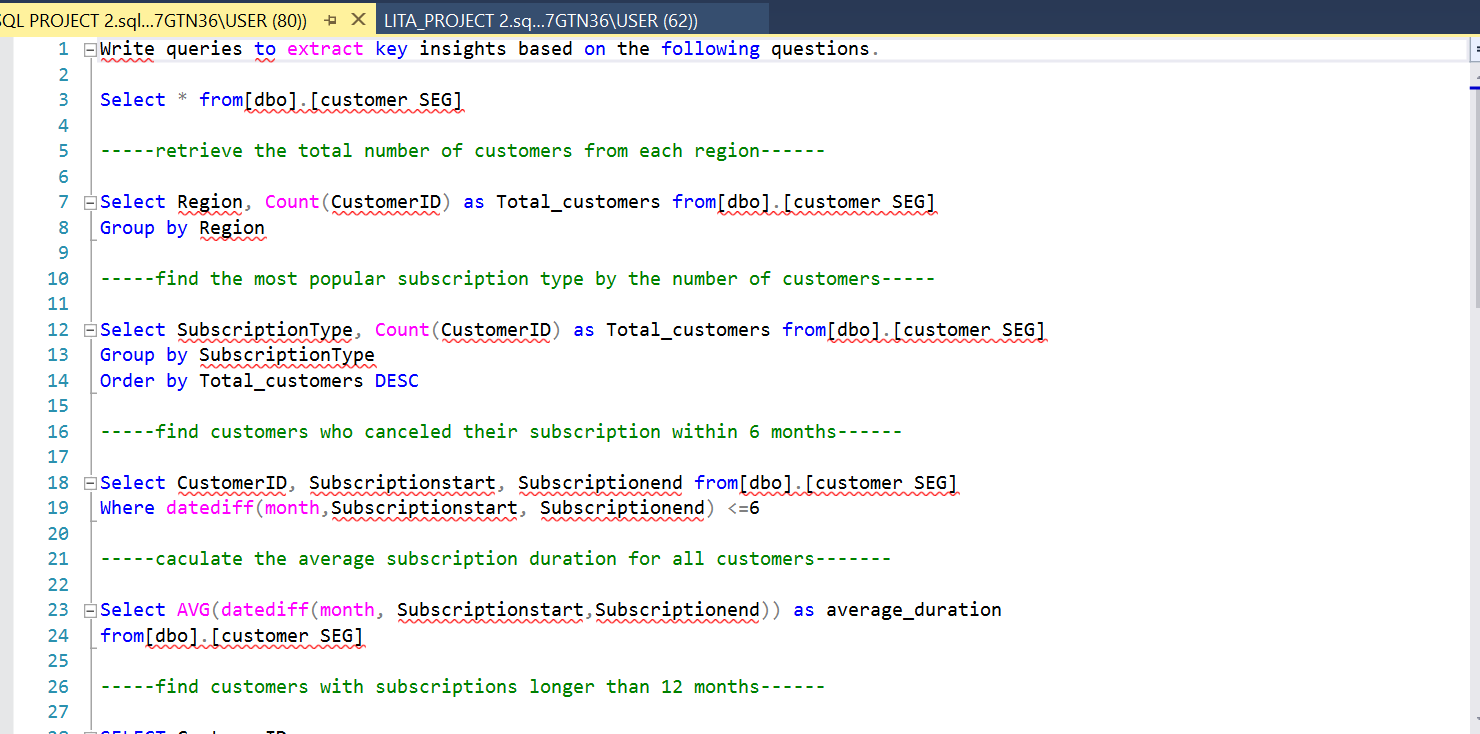 SQL PROJECT 2.sql...7GTN36\USER (80))
LITA_PROJECT 2.sq...7GTN36\USER (62))
1 Write queries to extract key insights based on the following questions.
2
3 Select * from[dbo].[customer SEG]
4
5 -----retrieve the total number of customers from each region------
6
7 Select Region, Count(CustomerID) as Total_customers from[dbo].[customer SEG]
8 Group by Region
9
10 -----find the most popular subscription type by the number of customers-----
11
12 Select SubscriptionType, Count(CustomerID) as Total_customers from[dbo].[customer SEG]
13 Group by SubscriptionType
14 Order by Total_customers DESC
15
16 -----find customers who canceled their subscription within 6 months------
17
18 Select CustomerID, Subscriptionstart, Subscriptionend from[dbo].[customer SEG]
19 Where datediff(month,Subscriptionstart, Subscriptionend) <=6
20
21 -----caculate the average subscription duration for all customers-------
22
23 Select AVG(datediff(month, Subscriptionstart,Subscriptionend)) as average_duration
24 from[dbo].[customer SEG]
25
26 -----find customers with subscriptions longer than 12 months------
27
28 SELECT CustomerID